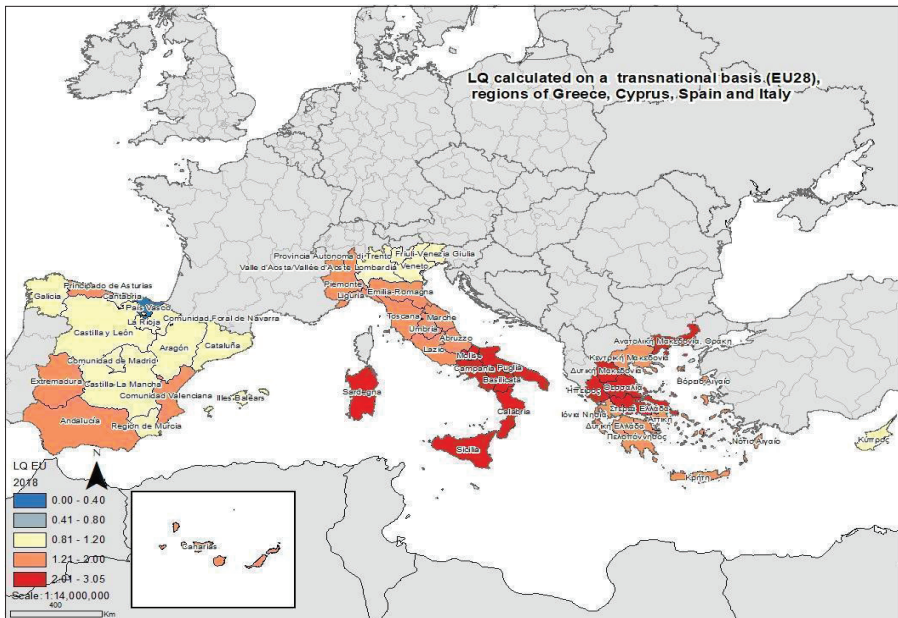 LQ calculated on a transnational basis (EU28),
regions of Greece, Cyprus, Spain and Italy
Provincia Autonoma di Trento
Friuli-Venezia Giulia
Valle d'Aosta/Vallée d'Aoste
Lombardia
Veneto
Piemonte
Emilia-Romagna
Liguria
Toscana
Marche
Umbria
Abruzzo
Lazio
Molise
Campania
Puglia
Basilicata
Sardegna
Calabria
Sicilia
Principado de Asturias
Cantabria
Galicia
País Vasco
La Rioja
Comunidad Foral de Navarra
Castilla y León
Aragón
Cataluña
Comunidad de Madrid
Extremadura
Castilla-La Mancha
Comunidad Valenciana
Illes Balears
Andalucía
Región de Murcia
Ανατολική Μακεδονία, Θράκη
Κεντρική Μακεδονία
Δυτική Μακεδονία
Ήπειρος
Θεσσαλία
Βόρειο Αιγαίο
Στερεά Ελλάδα
Ιόνια Νησιά
Αττική
Δυτική Ελλάδα
Πελοπόννησος
Νότιο Αιγαίο
Κρήτη
Κύπρος
N
LQ EU
2018
0.00 - 0.40
0.41 - 0.80
0.81 - 1.20
1.21 - 2.00
2.01 - 3.05
Scale: 1:14,000,000
400
Km
Canarias